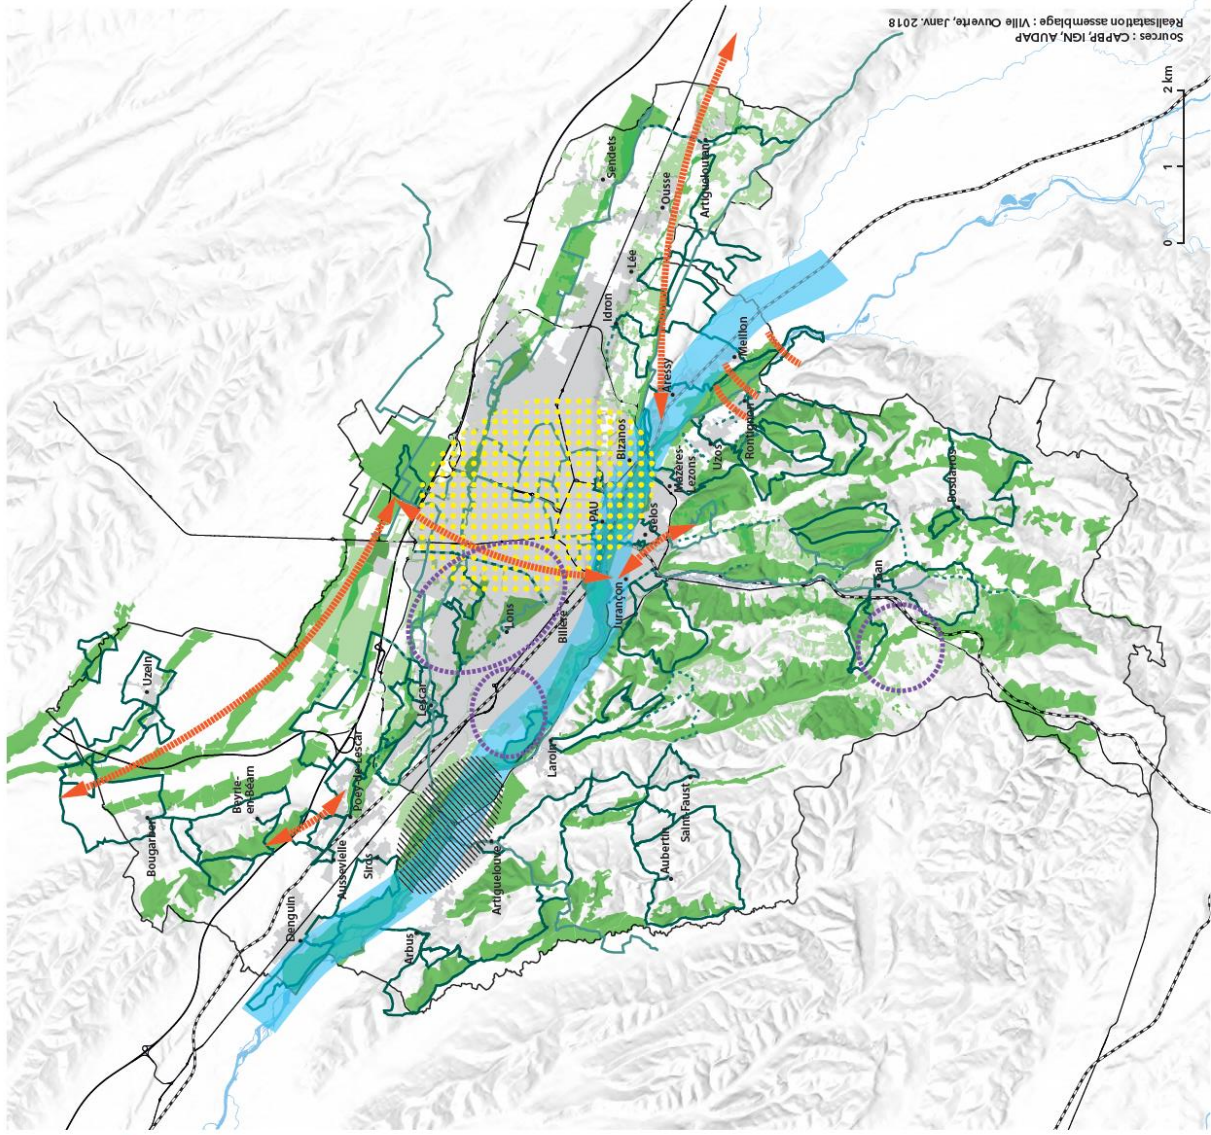 Sources : CAPBP, IGN, AUDAP
Réalisatation assemblage : Ville Ouverte, Janv. 2018
0 1 2 km
Sendets
Ousse
Artigueloutan
Lée
Idron
Meillon
Aressy
Bizanos
Rontignon
Uzos
Mazères-
Lezons
PAU
Gelos
Bosdarros
Gan
Jurançon
Billère
Lons
Lescar
Uzein
Laroin
Poey-de-Lescar
Beyrie-
en-Béarn
Bougarber
Aussevielle
Siros
Denguin
Artiguelouve
Arbus
Aubertin
Saint-Faust